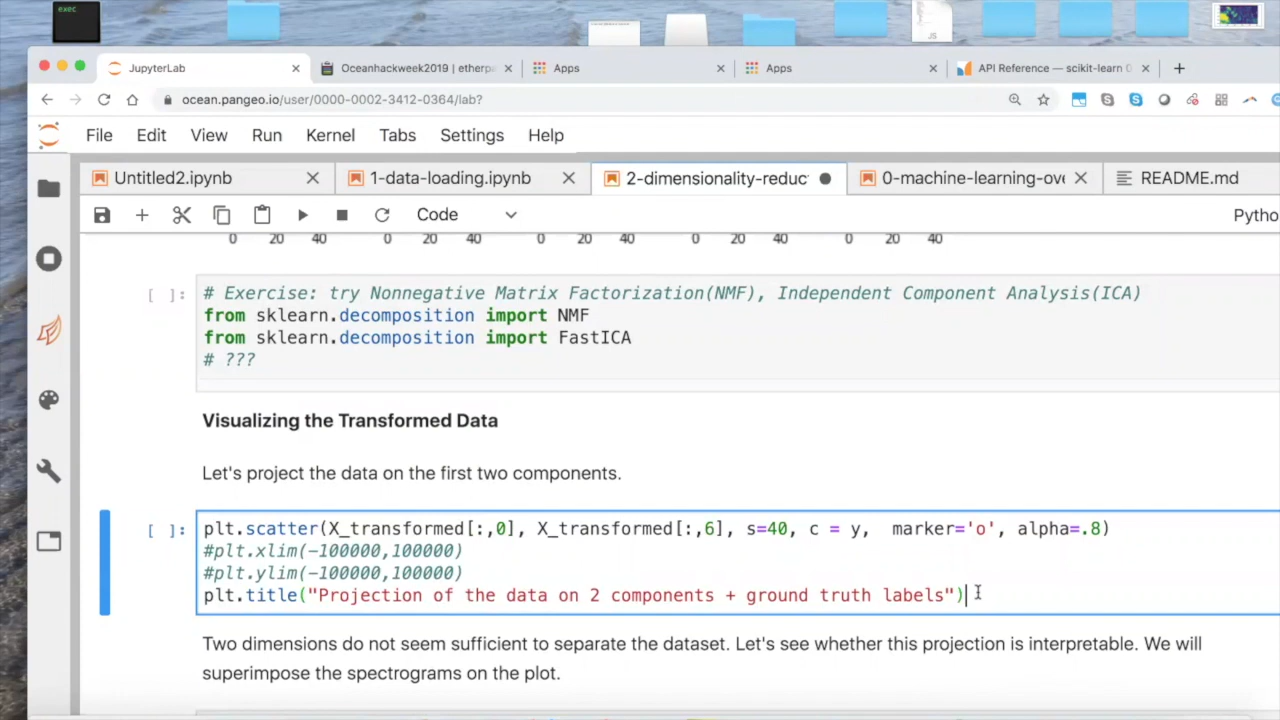 exec
JS
JupyterLab
Oceanhackweek2019 | etherpa
Apps
Apps
API Reference — scikit-learn 0
ocean.pangeo.io/user/0000-0002-3412-0364/lab?
File Edit View Run Kernel Tabs Settings Help
Untitled2.ipynb
1-data-loading.ipynb
2-dimensionality-reduc
0-machine-learning-ove
README.md
Code
Pytho
0 20 40 0 20 40 0 20 40 0 20 40 0 20 40
[ ]: # Exercise: try Nonnegative Matrix Factorization(NMF), Independent Component Analysis(ICA)
from sklearn.decomposition import NMF
from sklearn.decomposition import FastICA
# ???
Visualizing the Transformed Data
Let's project the data on the first two components.
[ ]: plt.scatter(X_transformed[:,0], X_transformed[:,6], s=40, c = y,  marker='o', alpha=.8)
#plt.xlim(-100000,100000)
#plt.ylim(-100000,100000)
plt.title("Projection of the data on 2 components + ground truth labels")
Two dimensions do not seem sufficient to separate the dataset. Let's see whether this projection is interpretable. We will
superimpose the spectrograms on the plot.